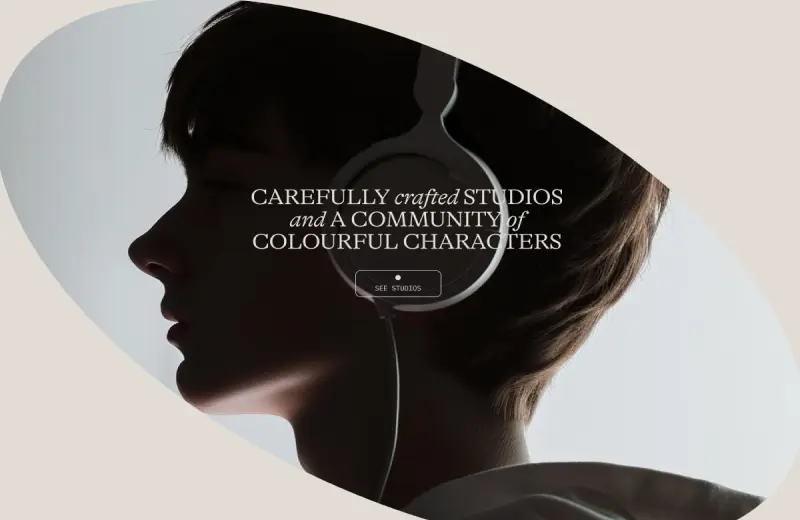 CAREFULLY crafted STUDIOS
and A COMMUNITY of
COLOURFUL CHARACTERS
SEE STUDIOS